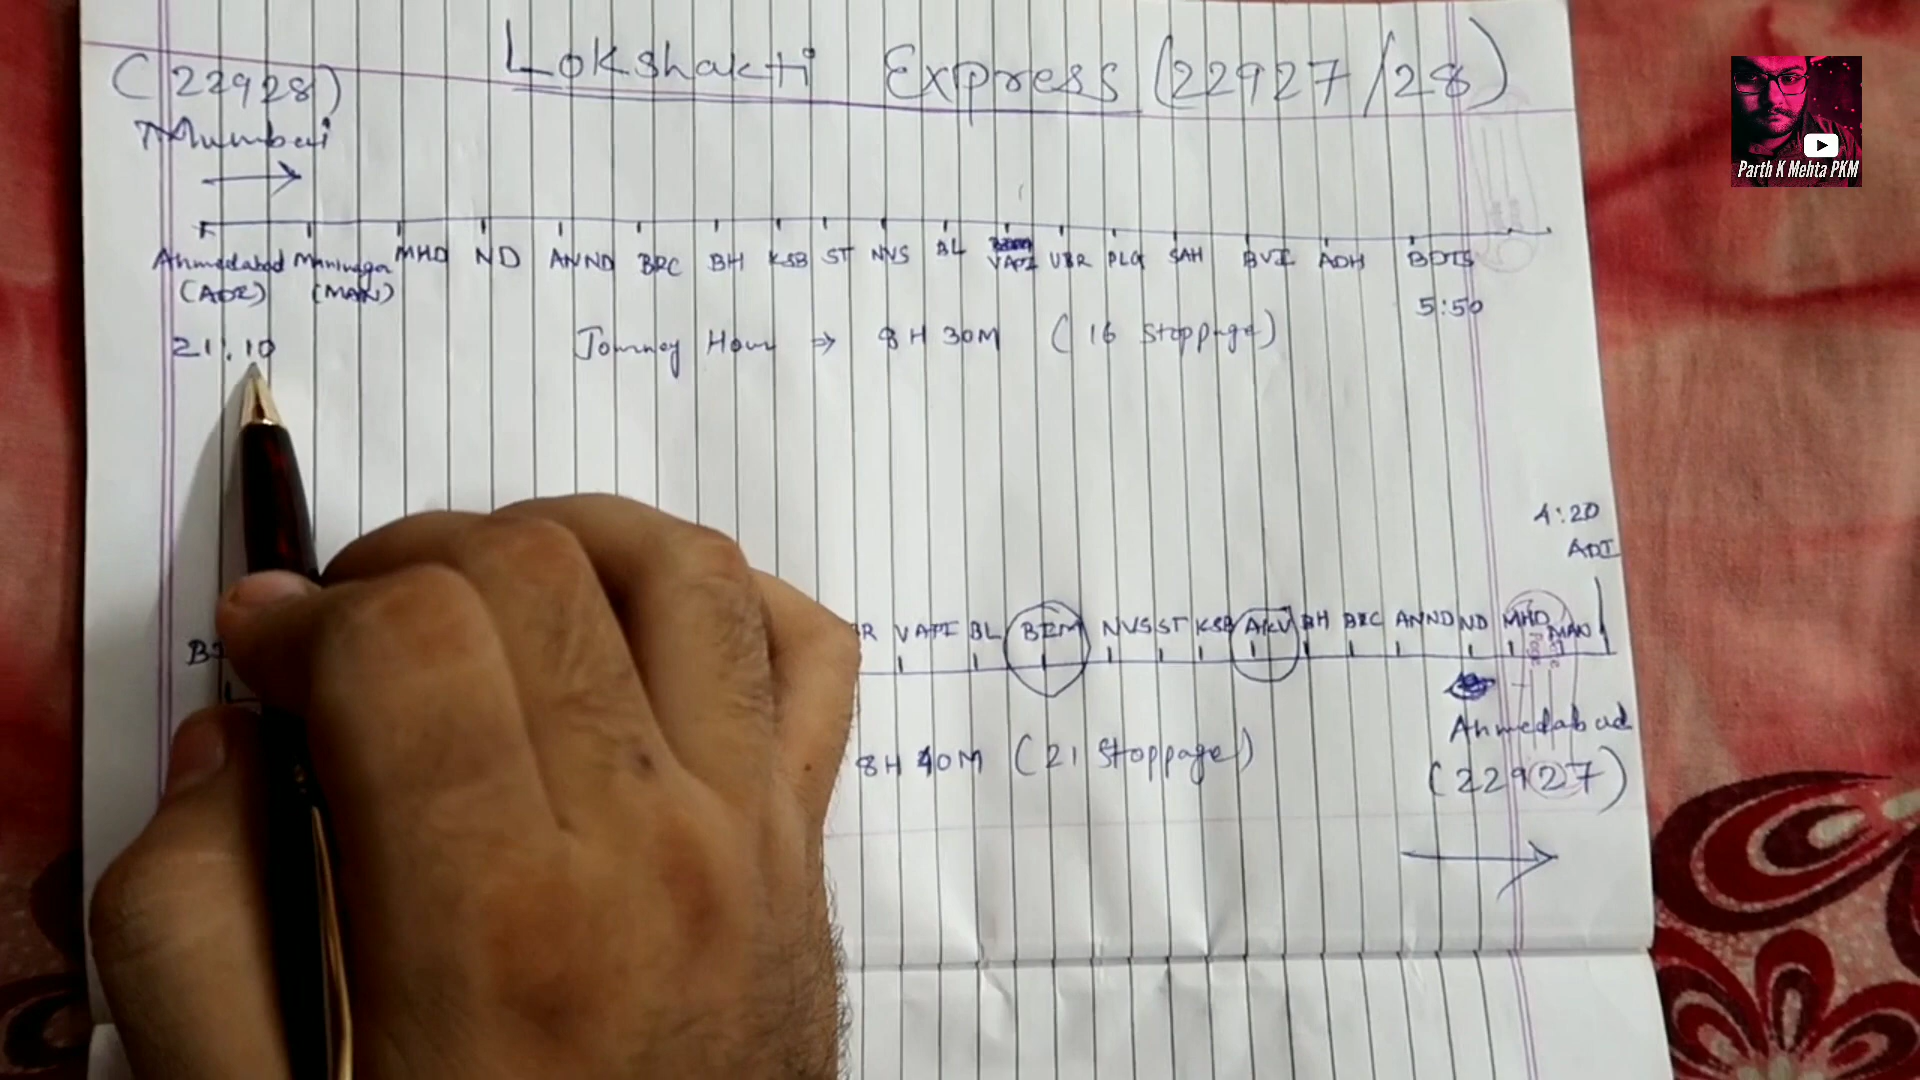 Lokshakti Express (22927/28)
(22928)
Mumbai
Ahmedabad Maninagar MHD ND ANND BRC BH KSB ST NVS BL VAPI UBR PLG SAH BVI ADH BDTS
(ADI) (MAN)
21:10
5:50
Journey Hour ⇒ 8H 30M (16 stoppage)
4:20
ADI
VAPI BL BIM NVS ST KSB AKV BH BRC ANND ND MHD MAN
8H 40M (21 stoppage)
Ahmedabad
(22927)
Parth K Mehta PKM